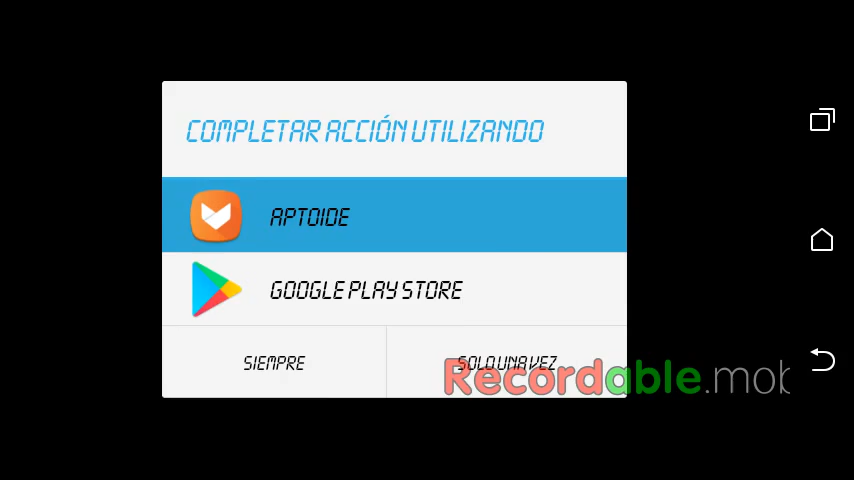 COMPLETAR ACCIÓN UTILIZANDO
APTOIDE
GOOGLE PLAY STORE
SIEMPRE
SOLO UNA VEZ
Recordable.mob